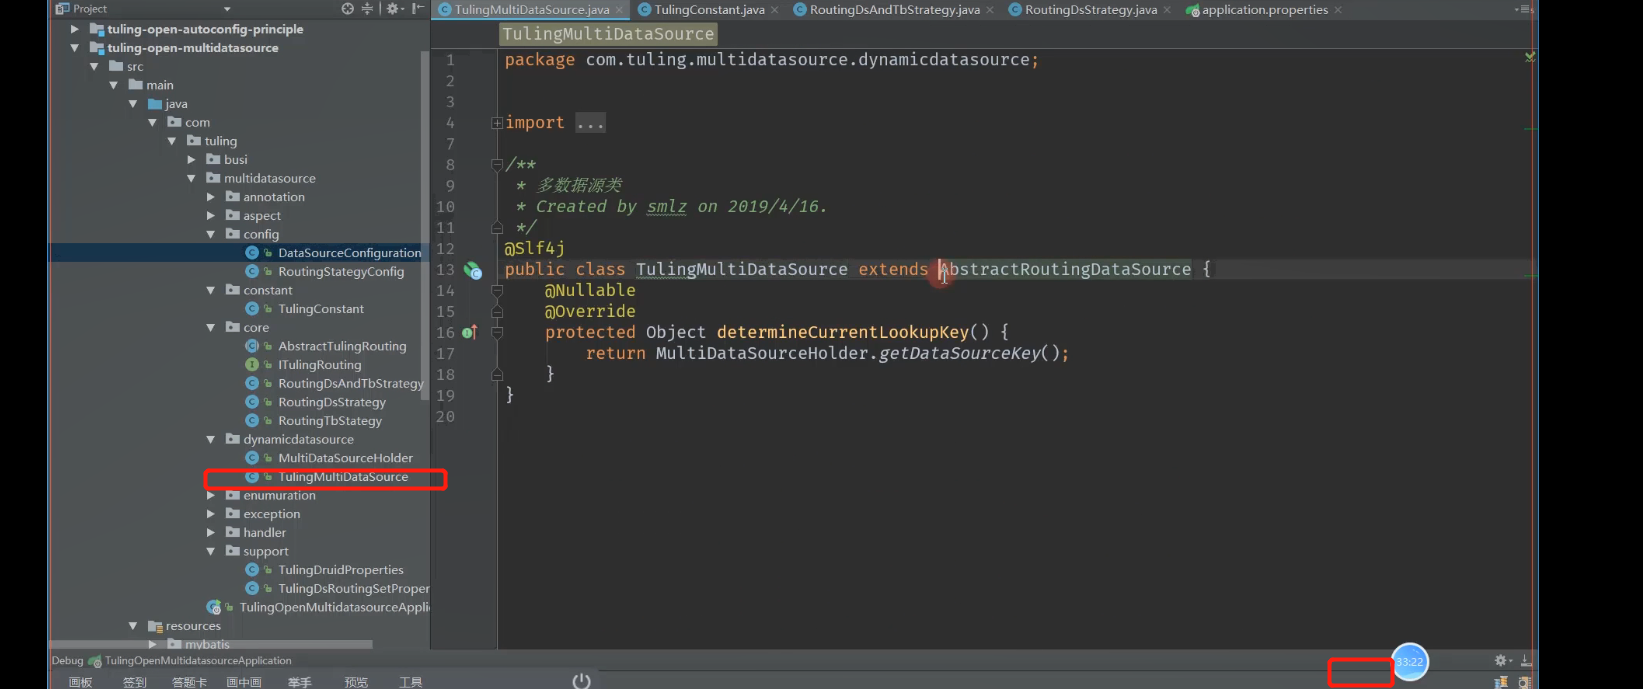 Project
TulingMultiDataSource.java
TulingConstant.java
RoutingDsAndTbStrategy.java
RoutingDsStrategy.java
application.properties
tuling-open-autoconfig-principle
tuling-open-multidatasource
src
main
java
com
tuling
busi
multidatasource
annotation
aspect
config
DataSourceConfiguration
RoutingStategyConfig
constant
TulingConstant
core
AbstractTulingRouting
ITulingRouting
RoutingDsAndTbStrategy
RoutingDsStrategy
RoutingTbStategy
dynamicdatasource
MultiDataSourceHolder
TulingMultiDataSource
enumuration
exception
handler
support
TulingDruidProperties
TulingDsRoutingSetProper
TulingOpenMultidatasourceAppli
resources
mybatis
TulingMultiDataSource
1 package com.tuling.multidatasource.dynamicdatasource;
2
3
4 import ...
7
8 /**
9 * 多数据源类
10 * Created by smlz on 2019/4/16.
11 */
12 @Slf4j
13 public class TulingMultiDataSource extends AbstractRoutingDataSource {
14 @Nullable
15 @Override
16 protected Object determineCurrentLookupKey() {
17 return MultiDataSourceHolder.getDataSourceKey();
18 }
19 }
20
Debug TulingOpenMultidatasourceApplication
33:22
画板 签到 答题卡 画中画 举手 预览 工具